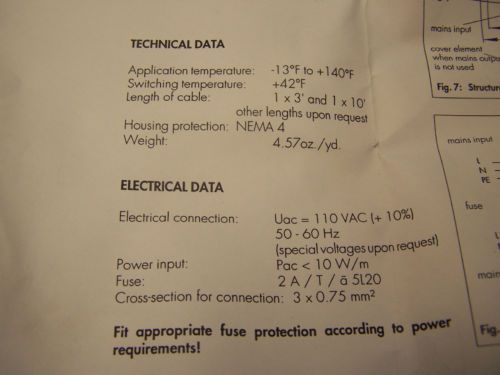 TECHNICAL DATA
Application temperature: -13°F to +140°F
Switching temperature: +42°F
Length of cable: 1 x 3' and 1 x 10'
other lengths upon request
Housing protection: NEMA 4
Weight: 4.57oz./yd.
ELECTRICAL DATA
Electrical connection: Uac = 110 VAC (+ 10%)
50 - 60 Hz
(special voltages upon request)
Power input: Pac < 10 W/m
Fuse: 2 A / T / ā 5L20
Cross-section for connection: 3 x 0.75 mm²
Fit appropriate fuse protection according to power
requirements!
mains input
cover element
when mains outpu
is not used
Fig. 7: Structur
mains input
L
N
PE
fuse
L
main
Fig.